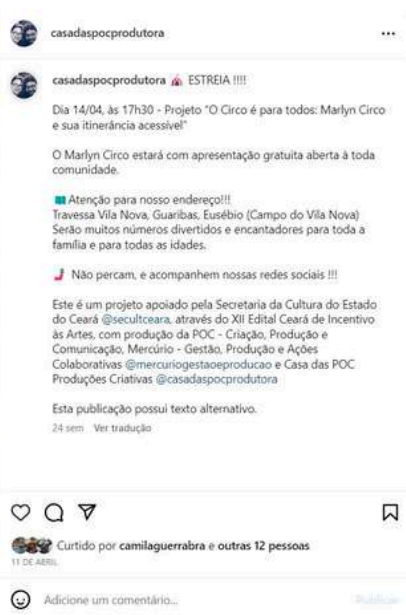 casadaspocprodutora
casadaspocprodutora 🎪 ESTREIA !!!!
Dia 14/04, às 17h30 - Projeto "O Circo é para todos: Marlyn Circo
e sua itinerância acessível"
O Marlyn Circo estará com apresentação gratuita aberta à toda
comunidade.
Atenção para nosso endereço!!!
Travessa Vila Nova, Guaribas, Eusébio (Campo do Vila Nova)
Serão muitos números divertidos e encantadores para toda a
família e para todas as idades.
🤳 Não percam, e acompanhem nossas redes sociais !!!
Este é um projeto apoiado pela Secretaria da Cultura do Estado
do Ceará @secultceara, através do XII Edital Ceará de Incentivo
às Artes, com produção da POC - Criação, Produção e
Comunicação, Mercúrio - Gestão, Produção e Ações
Colaborativas @mercuriogestaoeproducao e Casa das POC
Produções Criativas @casadaspocprodutora
Esta publicação possui texto alternativo.
24 sem Ver tradução
Curtido por camilaguerrabra e outras 12 pessoas
11 DE ABRIL
Adicione um comentário... Publicar